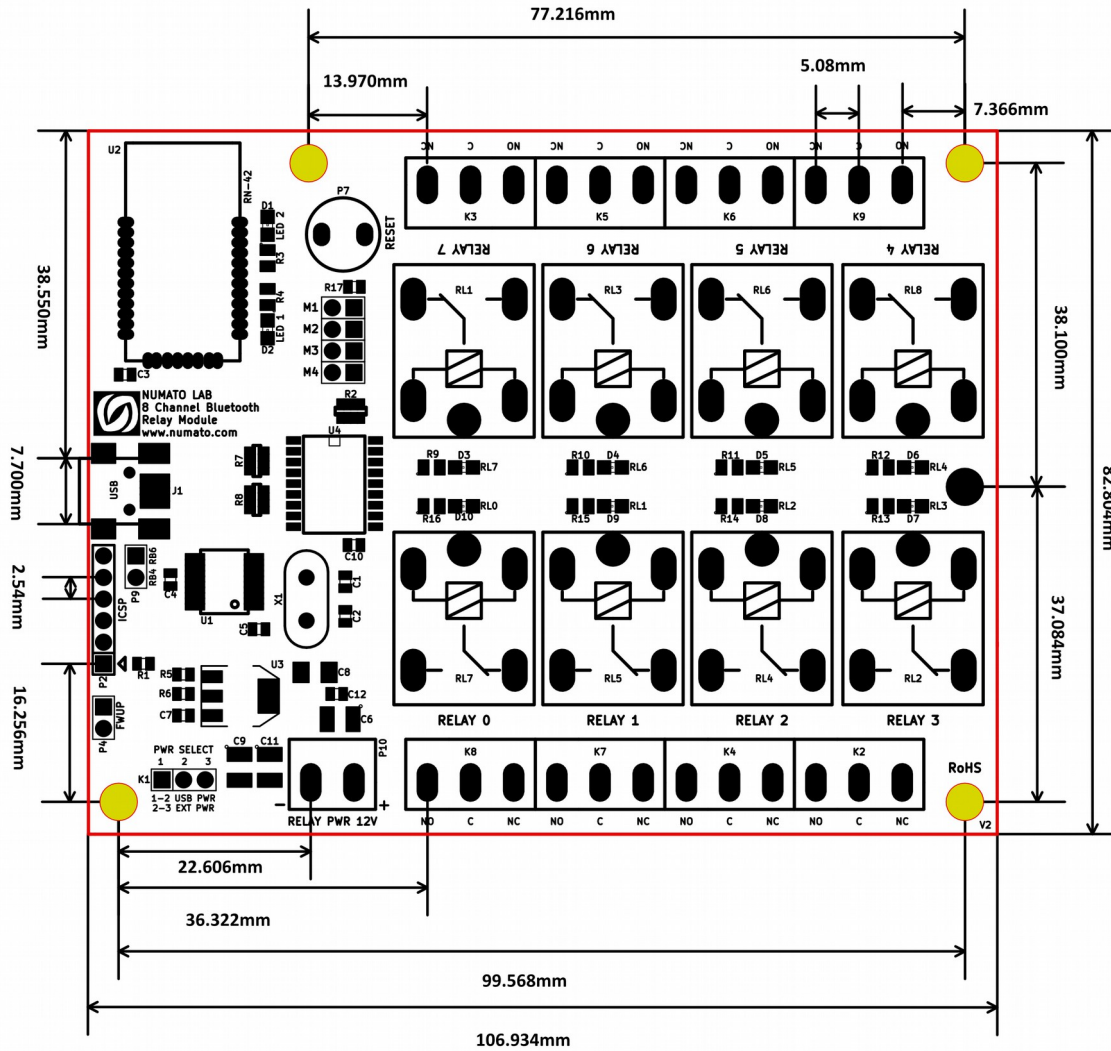 77.216mm
13.970mm
5.08mm
7.366mm
U2
RN-42
D1
LED 2
R3
R4
LED 1
D2
C3
P7
RESET
R17
M1
M2
M3
M4
R2
NC C NO NC C NO NC C NO NC C NO
K3 K5 K6 K9
RELAY 7 RELAY 6 RELAY 5 RELAY 4
RL1 RL3 RL6 RL8
38.550mm
38.100mm
NUMATO LAB
8 Channel Bluetooth
Relay Module
www.numato.com
U4
R7
R8
7.700mm
USB
J1
R9 D3 RL7 R10 D4 RL6 R11 D5 RL5 R12 D6 RL4
R16 D10 RL0 R15 D9 RL1 R14 D8 RL2 R13 D7 RL3
82.804mm
C10
2.54mm
ICSP
RB6
RB4
P9
C4
U1
C5
X1
C1
C2
37.084mm
P2
R1
R5
R6
C7
U3
C8
C12
C6
16.256mm
FWUP
P4
RL7 RL5 RL4 RL2
RELAY 0 RELAY 1 RELAY 2 RELAY 3
PWR SELECT
1 2 3
K1
1-2 USB PWR
2-3 EXT PWR
C9 C11
P10
- +
RELAY PWR 12V
K8 K7 K4 K2
NO C NC NO C NC NO C NC NO C NC
RoHS
V2
22.606mm
36.322mm
99.568mm
106.934mm